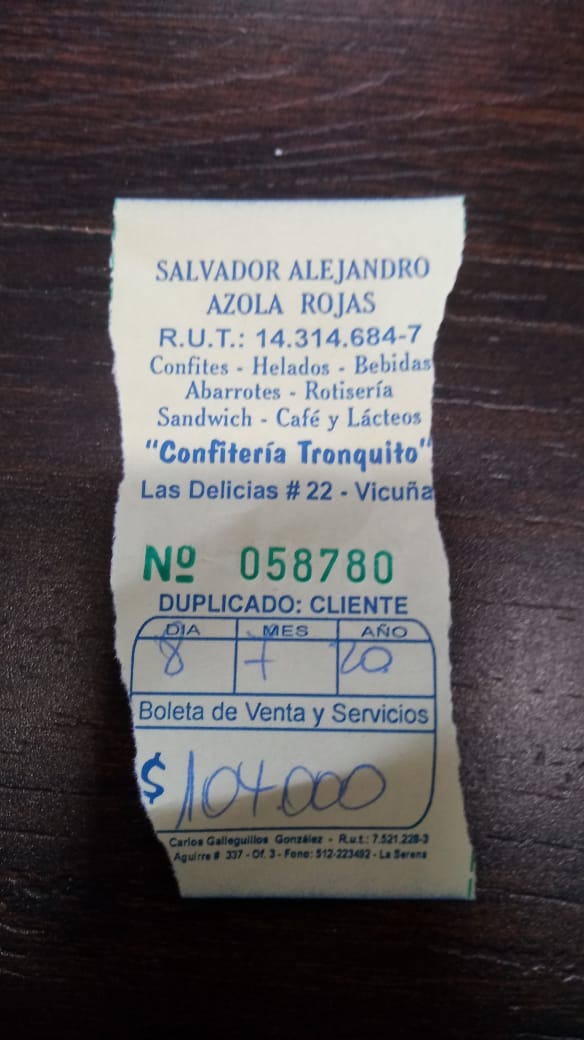 SALVADOR ALEJANDRO
AZOLA ROJAS
R.U.T.: 14.314.684-7
Confites - Helados - Bebidas
Abarrotes - Rotisería
Sandwich - Café y Lácteos
"Confitería Tronquito"
Las Delicias # 22 - Vicuña
Nº 058780
DUPLICADO: CLIENTE
DIA MES AÑO
8 7 20
Boleta de Venta y Servicios
$ 104.000
Carlos Galleguillos González - R.u.t.: 7.521.228-3
Aguirre # 337 - Of. 3 - Fono: 512-223492 - La Serena